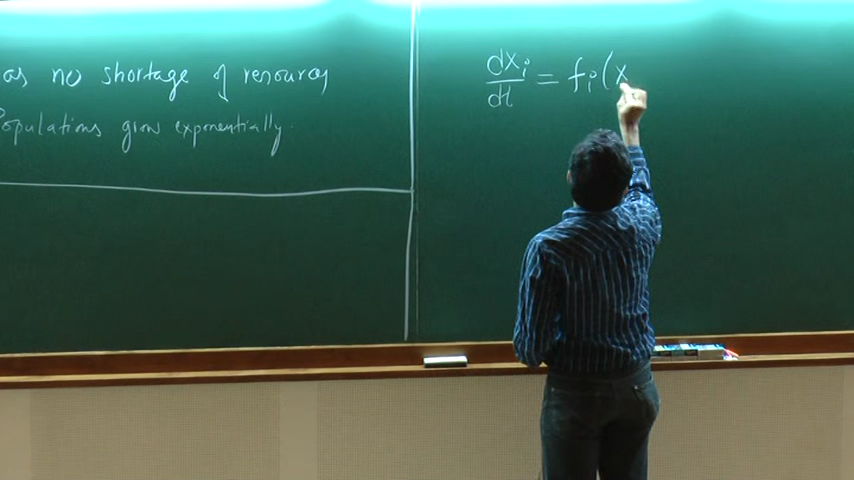 as no shortage of resources
Populations grow exponentially.
dx_i/dt = f_i(x